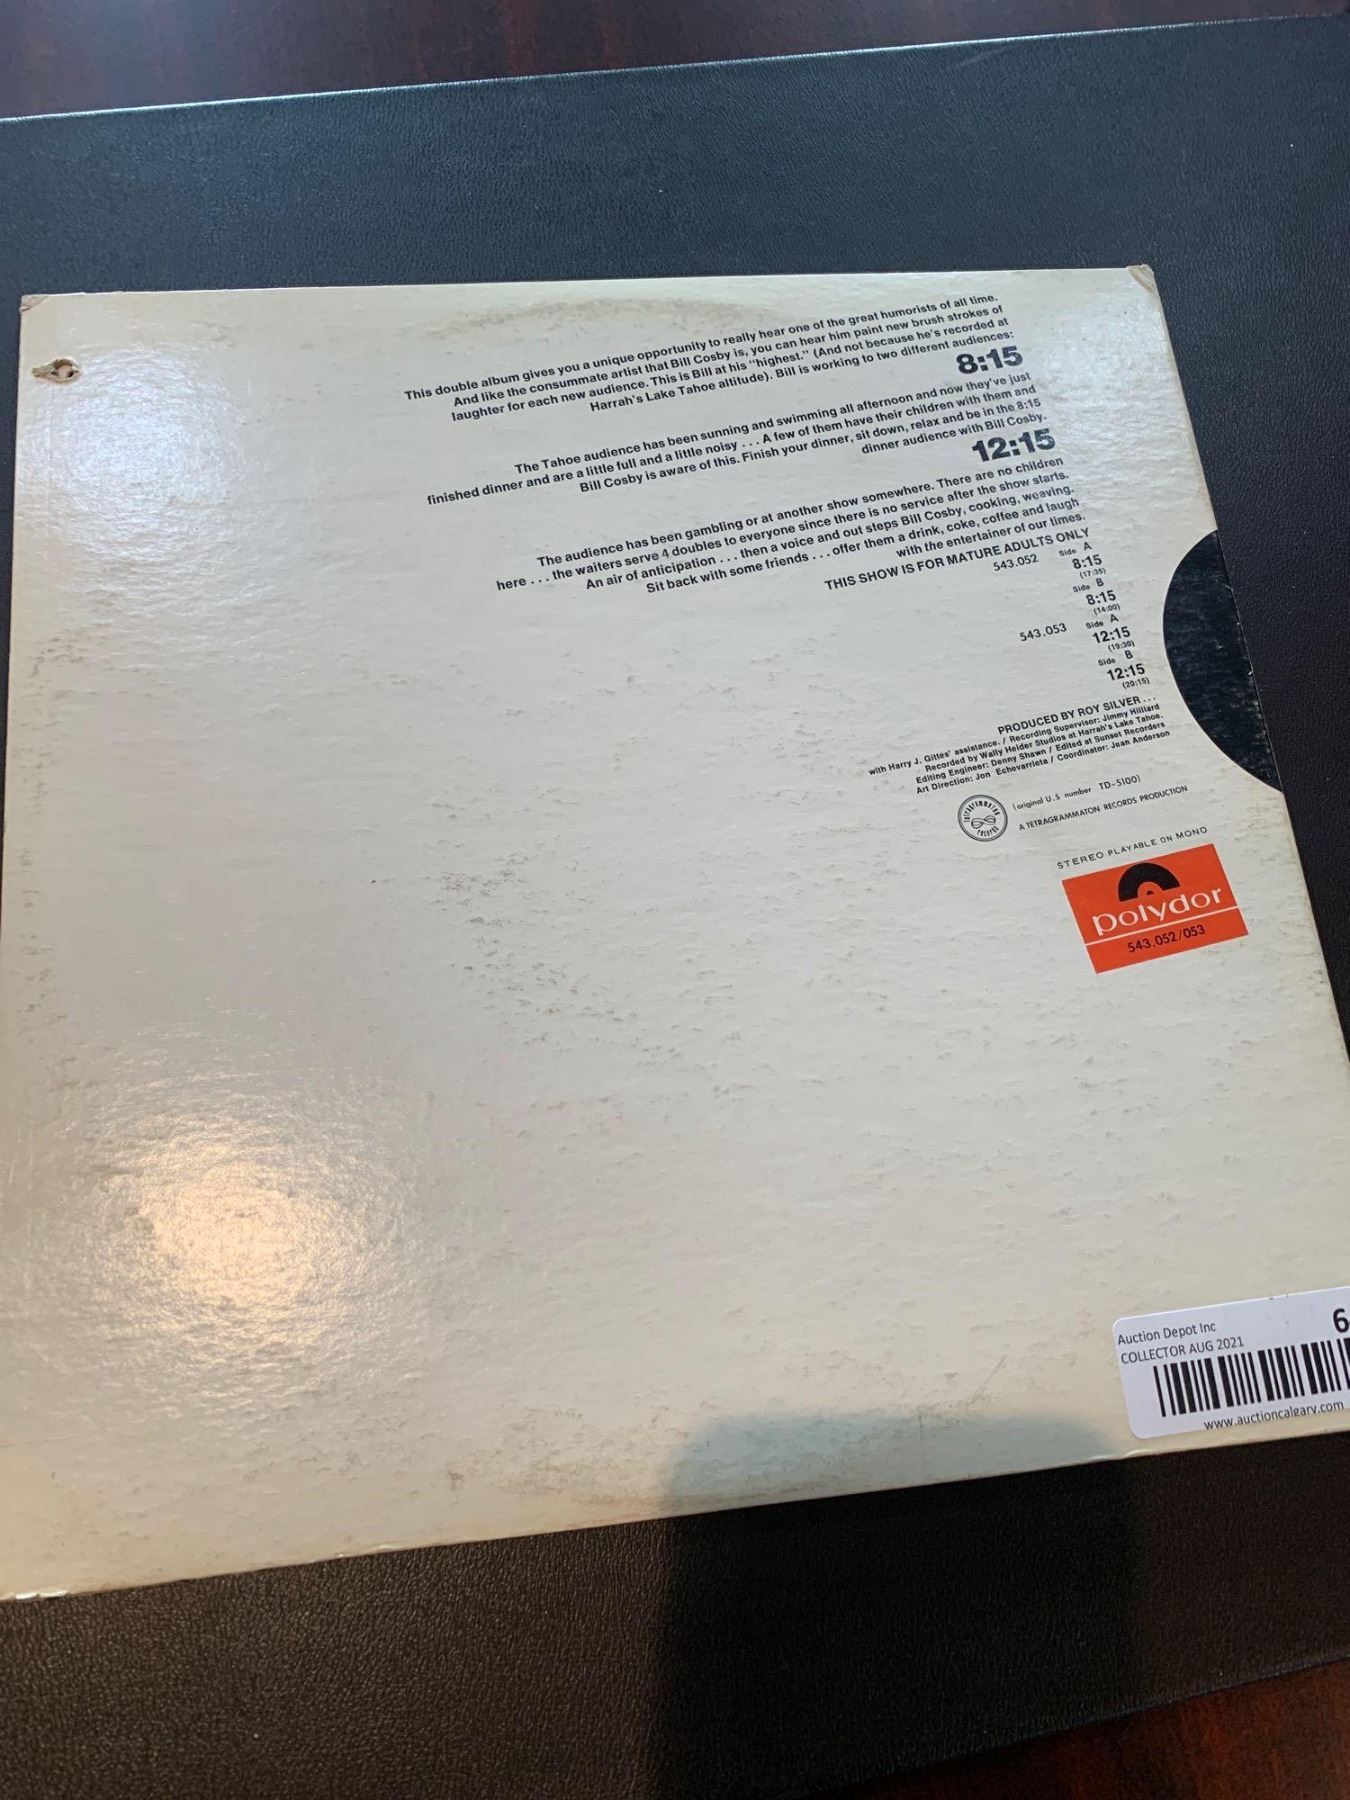 This double album gives you a unique opportunity to really hear one of the great humorists of all time.
And like the consummate artist that Bill Cosby is, you can hear him paint new brush strokes of
laughter for each new audience. This is Bill at his "highest." (And not because he's recorded at
Harrah's Lake Tahoe altitude). Bill is working to two different audiences:
8:15
The Tahoe audience has been sunning and swimming all afternoon and now they've just
finished dinner and are a little full and a little noisy . . . A few of them have their children with them and
Bill Cosby is aware of this. Finish your dinner, sit down, relax and be in the 8:15
dinner audience with Bill Cosby.
12:15
The audience has been gambling or at another show somewhere. There are no children
here . . . the waiters serve 4 doubles to everyone since there is no service after the show starts.
An air of anticipation . . . then a voice and out steps Bill Cosby, cooking, weaving.
Sit back with some friends . . . offer them a drink, coke, coffee and laugh
with the entertainer of our times.
THIS SHOW IS FOR MATURE ADULTS ONLY
543.052 Side A
8:15
(17:35)
Side B
8:15
(14:00)
543.053 Side A
12:15
(19:30)
Side B
12:15
(20:15)
PRODUCED BY ROY SILVER . . .
with Harry J. Gittes' assistance. / Recording Supervisor: Jimmy Hilliard
Recorded by Wally Heider Studios at Harrah's Lake Tahoe.
Editing Engineer: Denny Shawn / Edited at Sunset Recorders
Art Direction: Jon Echevarrieta / Coordinator: Jean Anderson
(original U.S number TD-5100)
TETRAGRAMMATON RECORDS
A TETRAGRAMMATON RECORDS PRODUCTION
STEREO PLAYABLE ON MONO
polydor
543.052/053
Auction Depot Inc
COLLECTOR AUG 2021
www.auctioncalgary.com